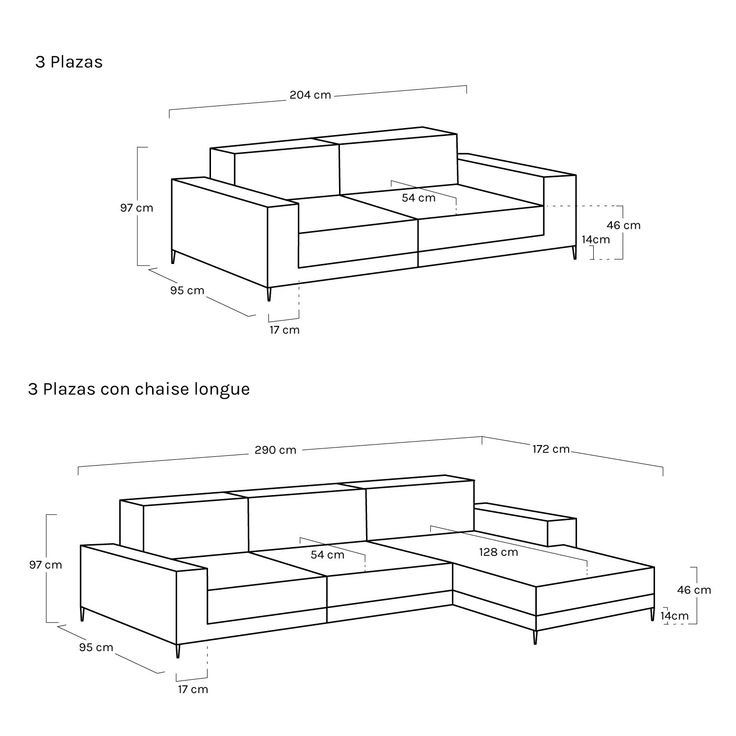 3 Plazas
204 cm
97 cm
54 cm
46 cm
14cm
95 cm
17 cm
3 Plazas con chaise longue
290 cm
172 cm
97 cm
54 cm
128 cm
46 cm
14cm
95 cm
17 cm